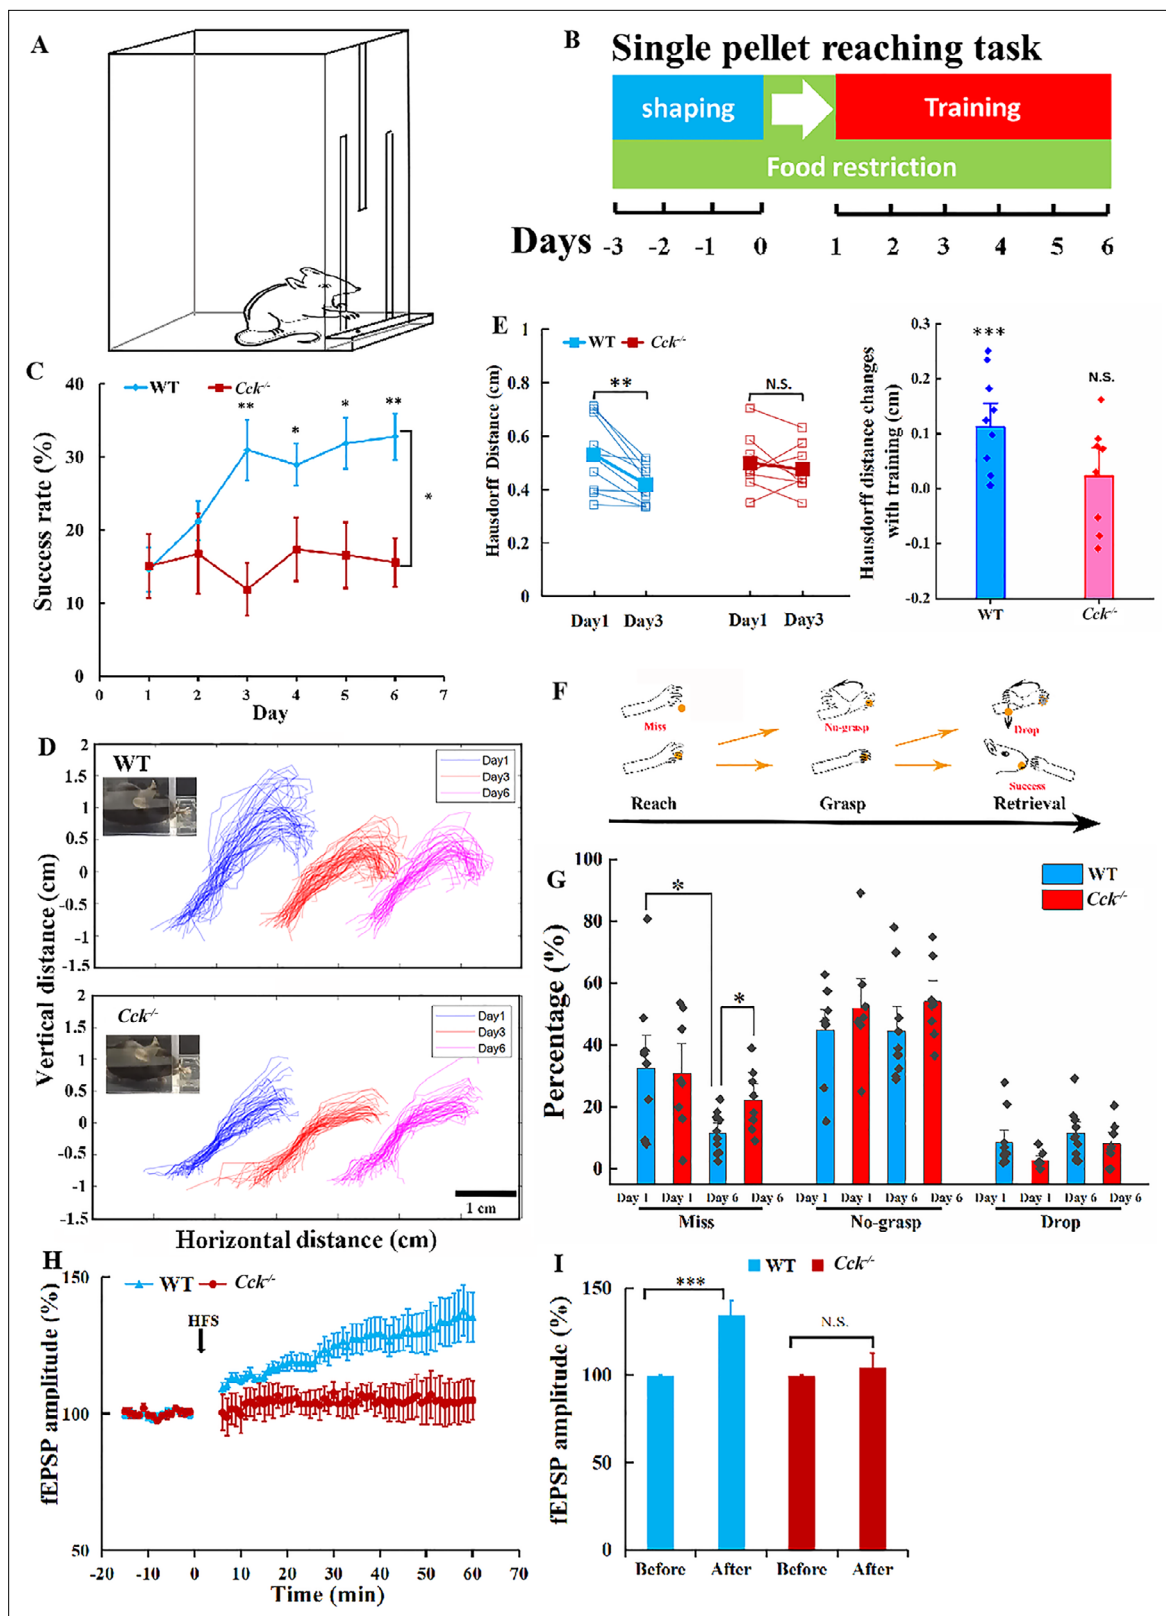 A
B
Single pellet reaching task
shaping
Training
Food restriction
Days -3 -2 -1 0 1 2 3 4 5 6
C
WT Cck-/-
Success rate (%)
40
30
20
10
0
** * * **
*
0 1 2 3 4 5 6 7
Day
E
WT Cck-/-
Hausdorff Distance (cm)
1
0.8
0.6
0.4
0.2
0
**
N.S.
Day1 Day3 Day1 Day3
Hausdorff distance changes
with training (cm)
0.3
0.2
0.1
0.0
-0.1
-0.2
***
N.S.
WT Cck-/-
D
Vertical distance (cm)
WT
2
1.5
1
0.5
0
-0.5
-1
-1.5
Day1
Day3
Day6
Cck-/-
2
1.5
1
0.5
0
-0.5
-1
-1.5
Day1
Day3
Day6
1 cm
Horizontal distance (cm)
F
Miss
No-grasp
Drop
Success
Reach Grasp Retrieval
G
WT
Cck-/-
Percentage (%)
100
80
60
40
20
0
*
*
Day 1 Day 1 Day 6 Day 6 Day 1 Day 1 Day 6 Day 6 Day 1 Day 1 Day 6 Day 6
Miss No-grasp Drop
H
WT Cck-/-
fEPSP amplitude (%)
150
100
50
HFS
-20 -10 0 10 20 30 40 50 60 70
Time (min)
I
WT Cck-/-
fEPSP amplitude (%)
150
100
50
0
***
N.S.
Before After Before After